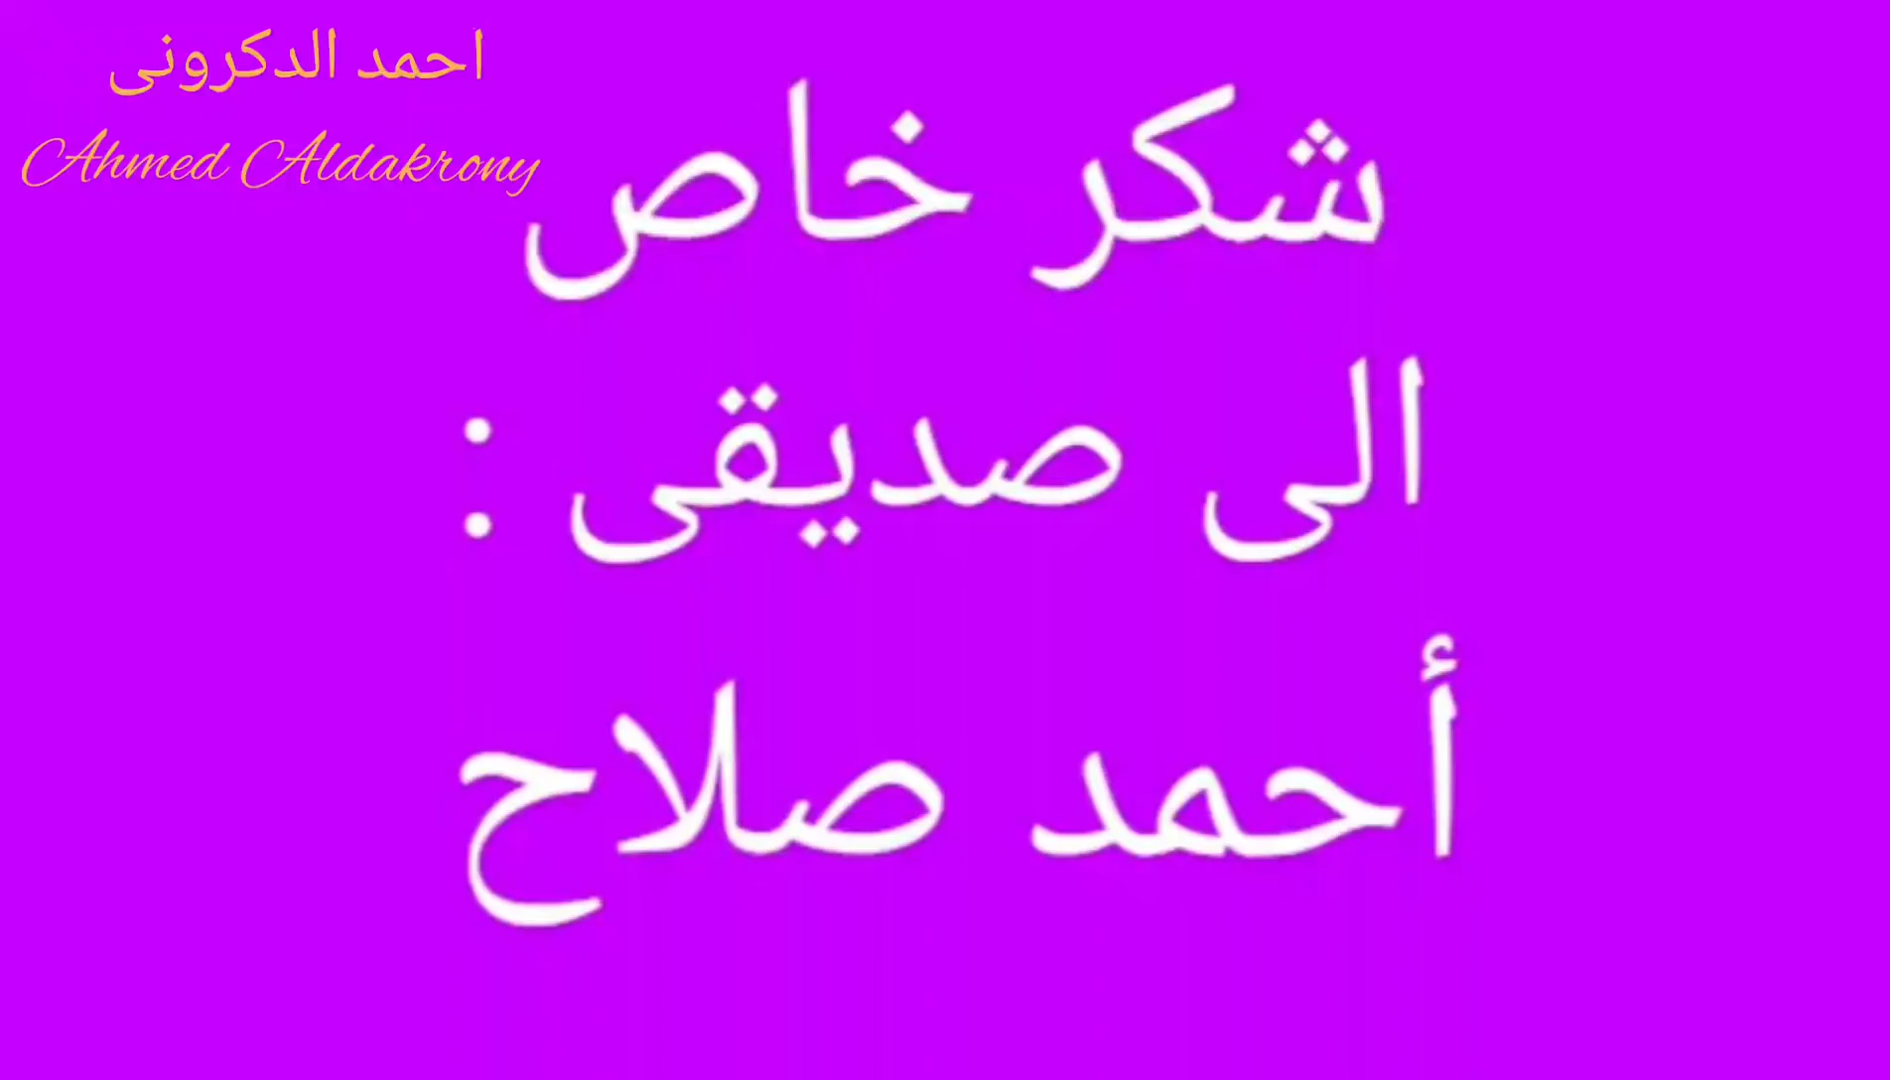 احمد الدكرونى
Ahmed Aldakrony
شكر خاص
الى صديقى :
أحمد صلاح